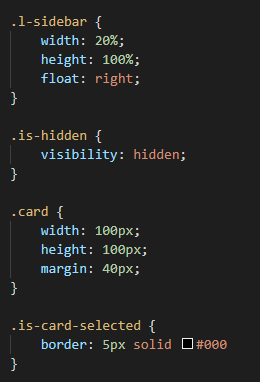 .l-sidebar {
    width: 20%;
    height: 100%;
    float: right;
}

.is-hidden {
    visibility: hidden;
}

.card {
    width: 100px;
    height: 100px;
    margin: 40px;
}

.is-card-selected {
    border: 5px solid #000
}